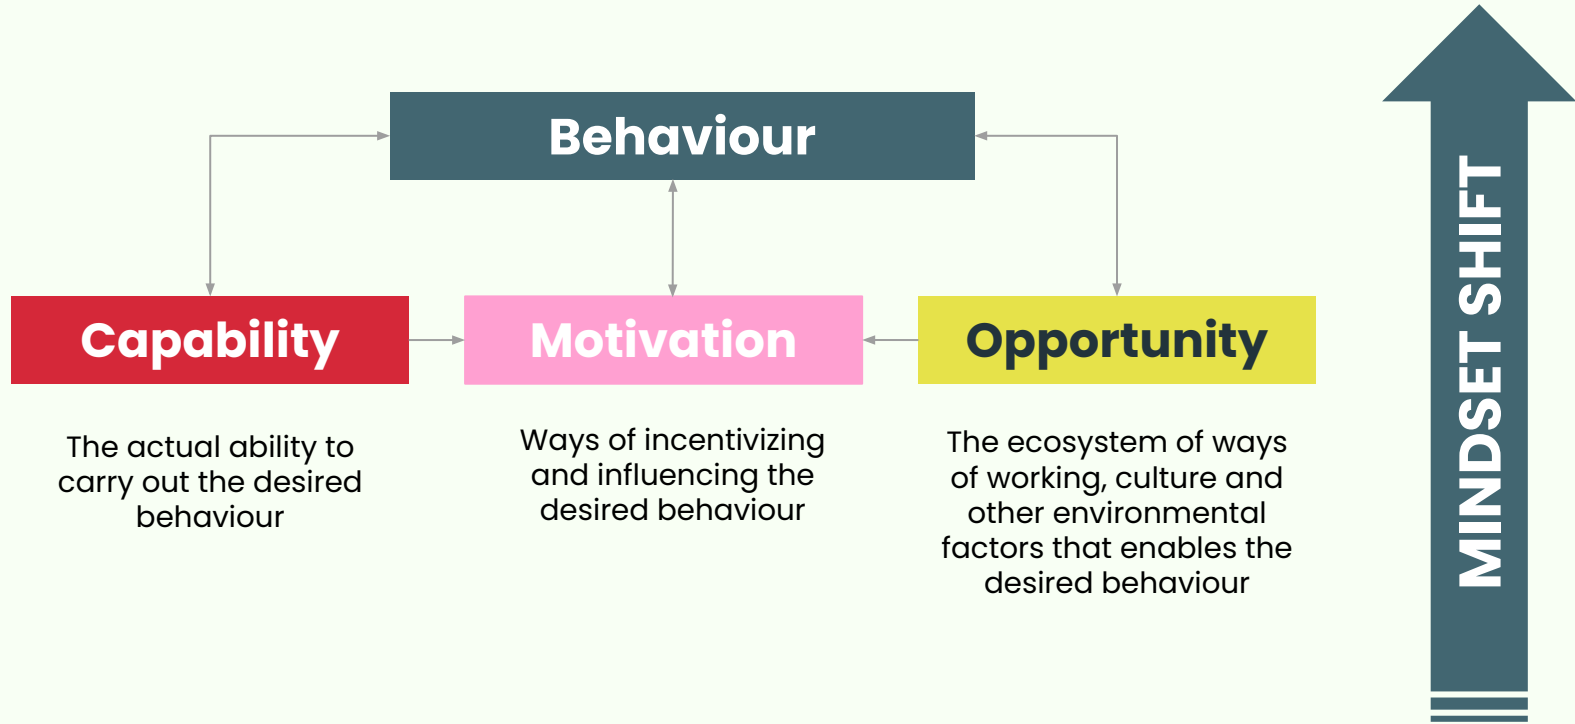 Behaviour
Capability
Motivation
Opportunity
The actual ability to
carry out the desired
behaviour
Ways of incentivizing
and influencing the
desired behaviour
The ecosystem of ways
of working, culture and
other environmental
factors that enables the
desired behaviour
MINDSET SHIFT